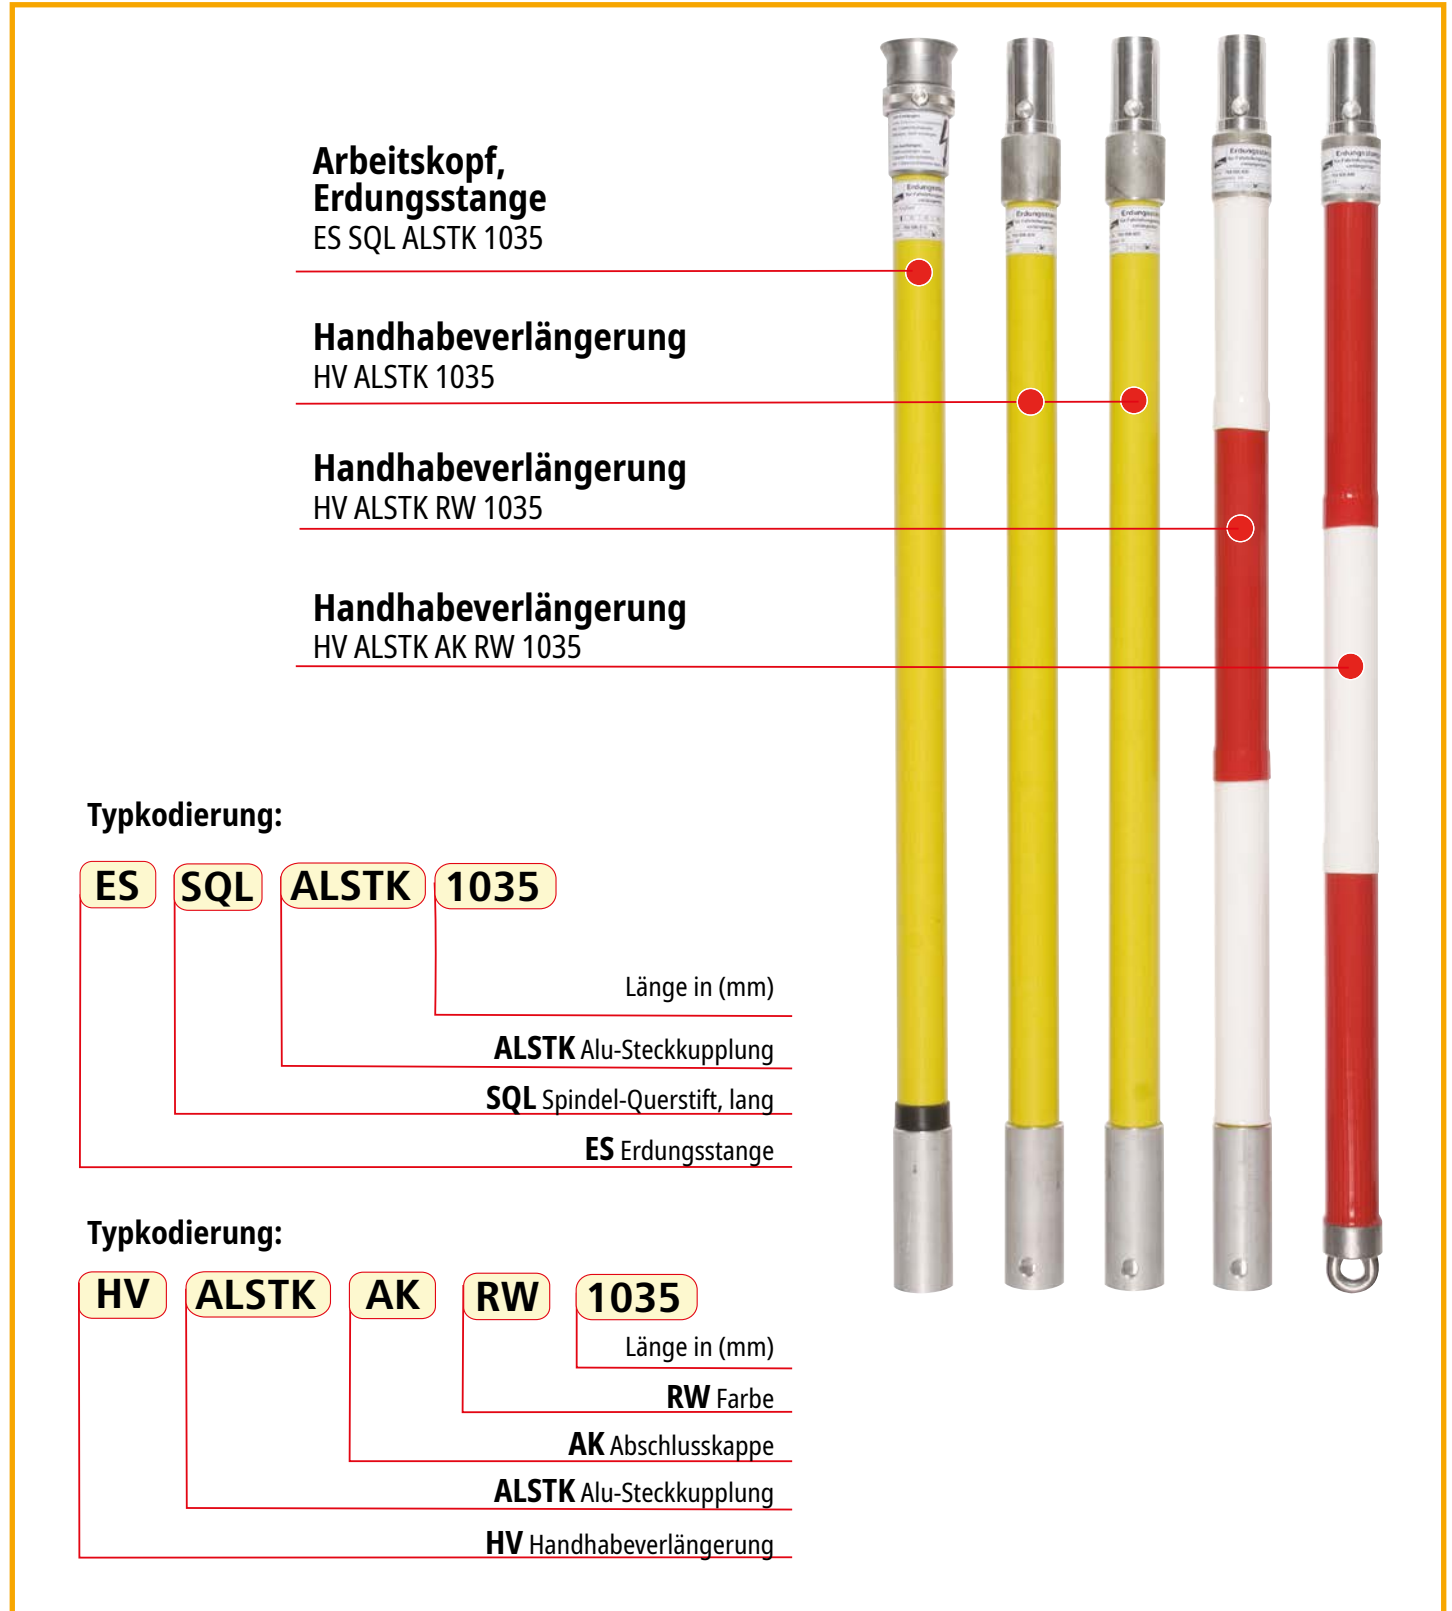 Arbeitskopf,
Erdungsstange
ES SQL ALSTK 1035
Handhabeverlängerung
HV ALSTK 1035
Handhabeverlängerung
HV ALSTK RW 1035
Handhabeverlängerung
HV ALSTK AK RW 1035
Typkodierung:
ES SQL ALSTK 1035
Länge in (mm)
ALSTK Alu-Steckkupplung
SQL Spindel-Querstift, lang
ES Erdungsstange
Typkodierung:
HV ALSTK AK RW 1035
Länge in (mm)
RW Farbe
AK Abschlusskappe
ALSTK Alu-Steckkupplung
HV Handhabeverlängerung